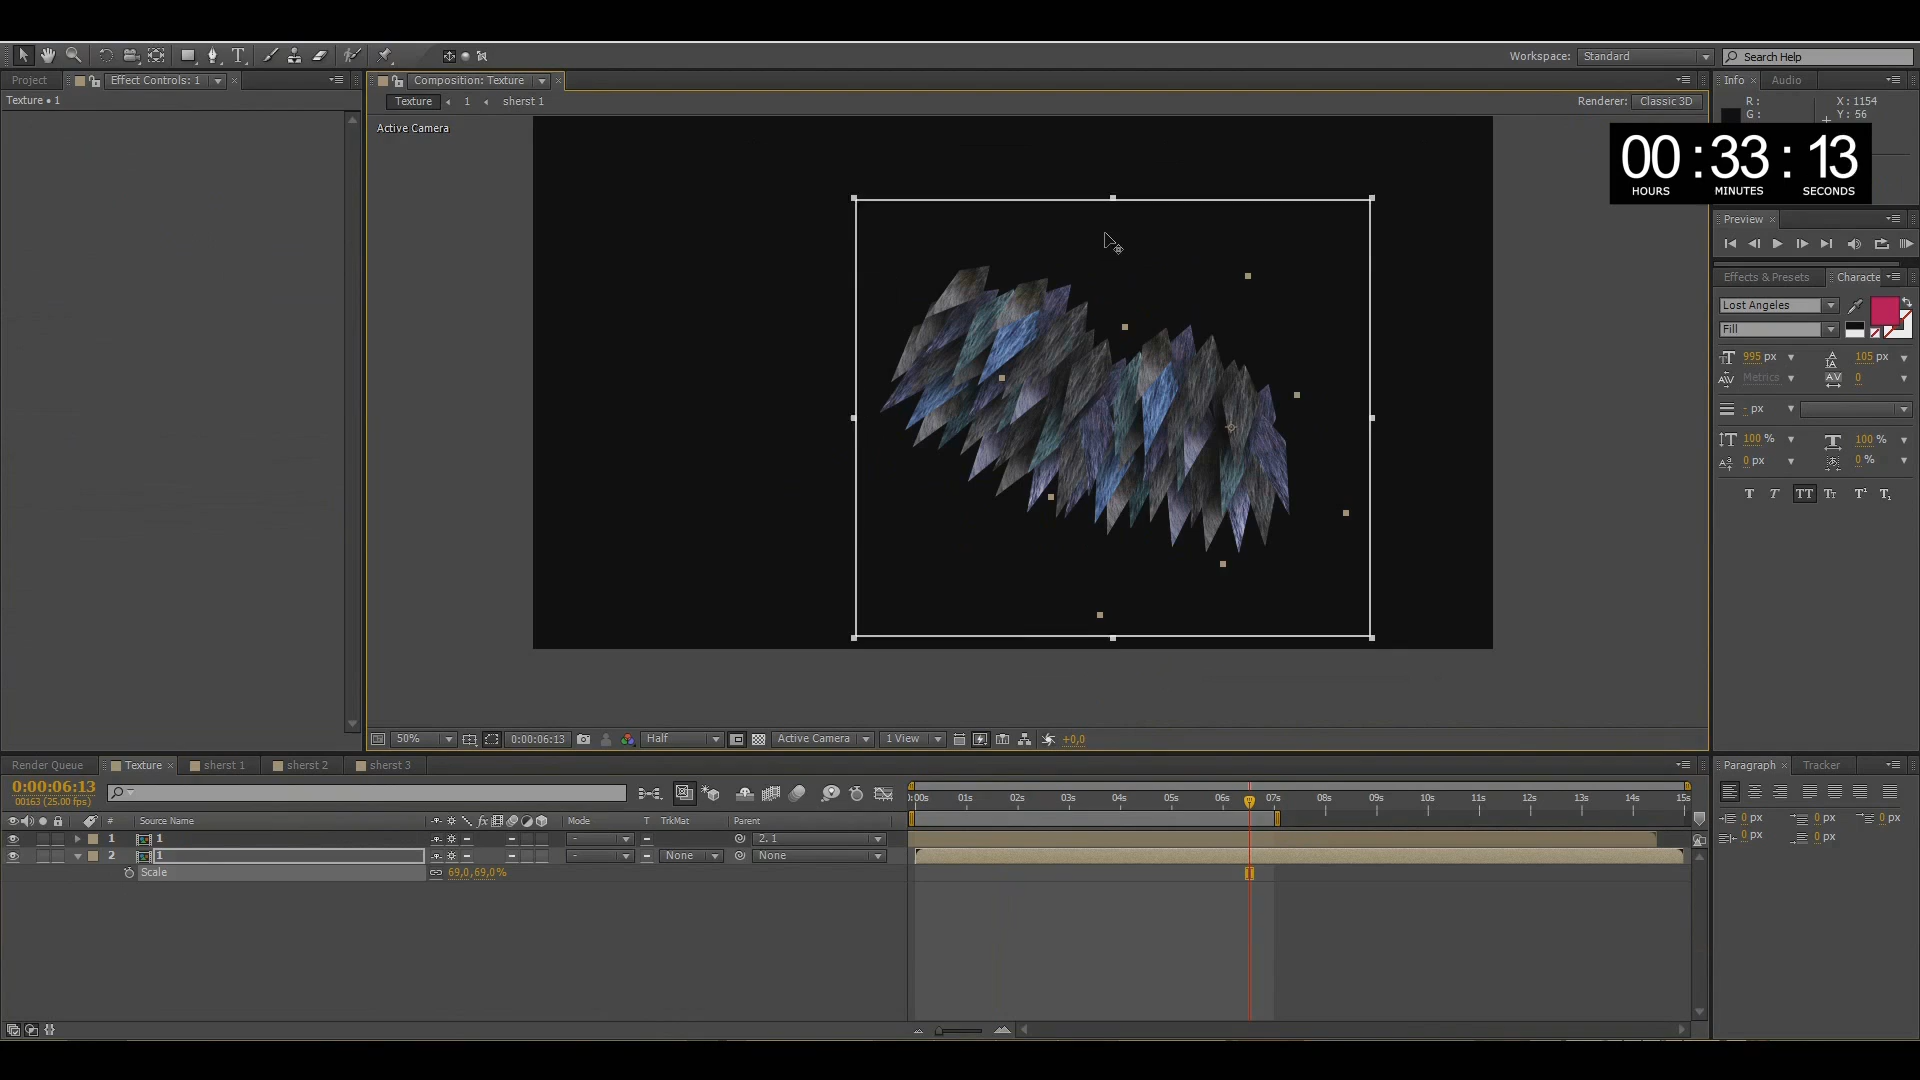 Workspace: Standard Search Help
Project Effect Controls: 1 Composition: Texture Info Audio
Texture • 1
Texture 1 sherst 1 Renderer: Classic 3D
R: X : 1154
G : Y : 56
Active Camera
00 : 33 : 13
HOURS MINUTES SECONDS
Preview
Effects & Presets Characte
Lost Angeles
Fill
995 px 105 px
Metrics 0
- px
100 % 100 %
0 px 0 %
T T TT Tт T¹ T₁
50% 0:00:06:13 Half Active Camera 1 View +0,0
Render Queue Texture sherst 1 sherst 2 sherst 3 Paragraph Tracker
0:00:06:13
00163 (25.00 fps)
:00s 01s 02s 03s 04s 05s 06s 07s 08s 09s 10s 11s 12s 13s 14s 15s
# Source Name fx Mode T TrkMat Parent
0 px 0 px 0 px
0 px 0 px
1 1 - 2. 1
2 1 - None None
Scale 69,0,69,0%